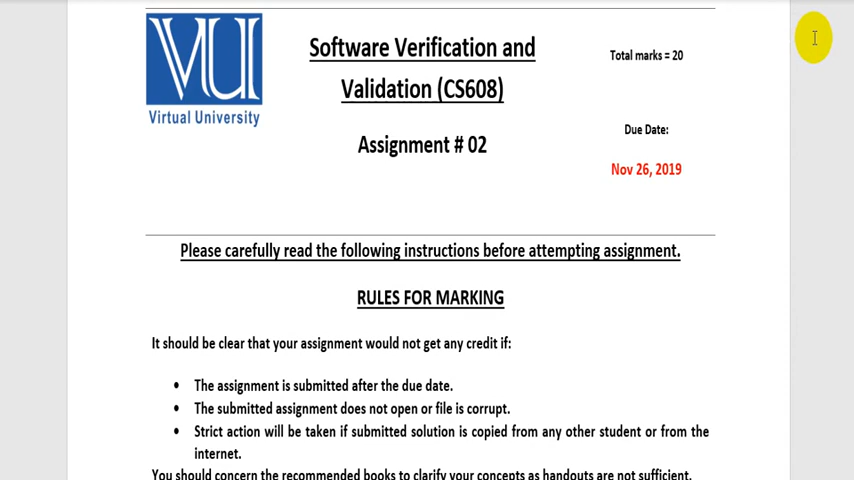 VU
Virtual University
Software Verification and
Validation (CS608)
Assignment # 02
Total marks = 20
Due Date:
Nov 26, 2019
Please carefully read the following instructions before attempting assignment.
RULES FOR MARKING
It should be clear that your assignment would not get any credit if:
• The assignment is submitted after the due date.
• The submitted assignment does not open or file is corrupt.
• Strict action will be taken if submitted solution is copied from any other student or from the
internet.
You should concern the recommended books to clarify your concepts as handouts are not sufficient.